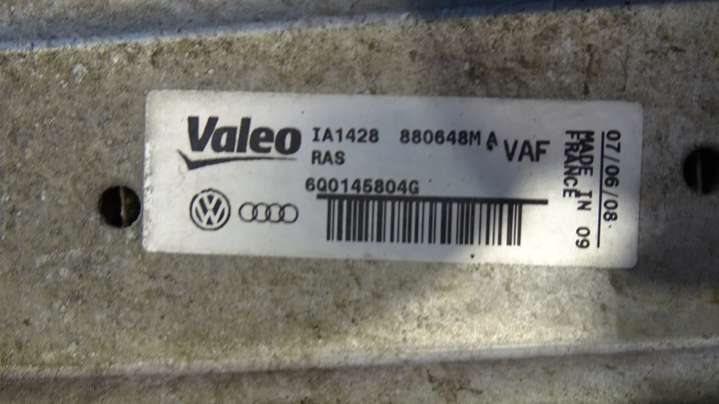 Valeo
IA1428 880648M A VAF
RAS
6Q0145804G
07/06/08
MADE IN 09
FRANCE